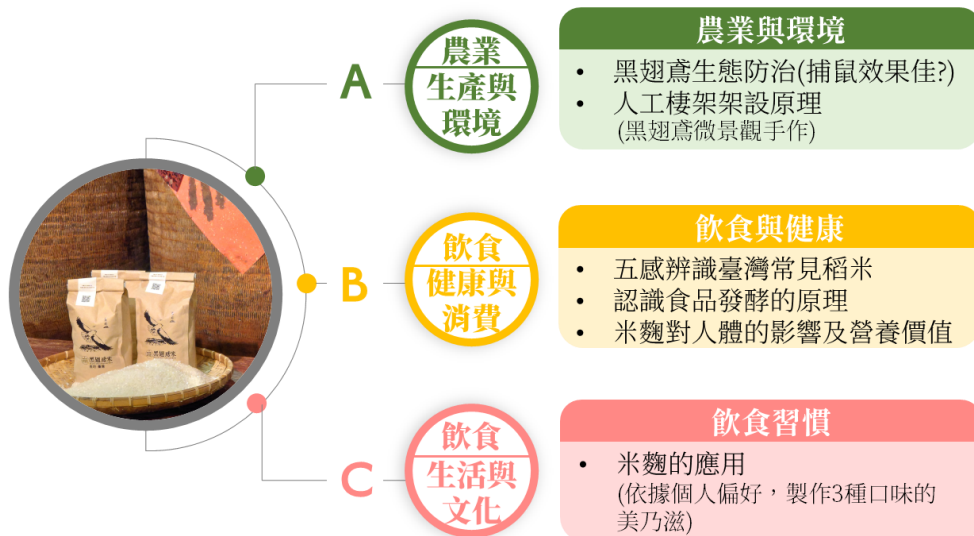 A
農業
生產與
環境
農業與環境
• 黑翅鳶生態防治(捕鼠效果佳?)
• 人工棲架架設原理
(黑翅鳶微景觀手作)
B
飲食
健康與
消費
飲食與健康
• 五感辨識臺灣常見稻米
• 認識食品發酵的原理
• 米麴對人體的影響及營養價值
C
飲食
生活與
文化
飲食習慣
• 米麴的應用
(依據個人偏好，製作3種口味的
美乃滋)